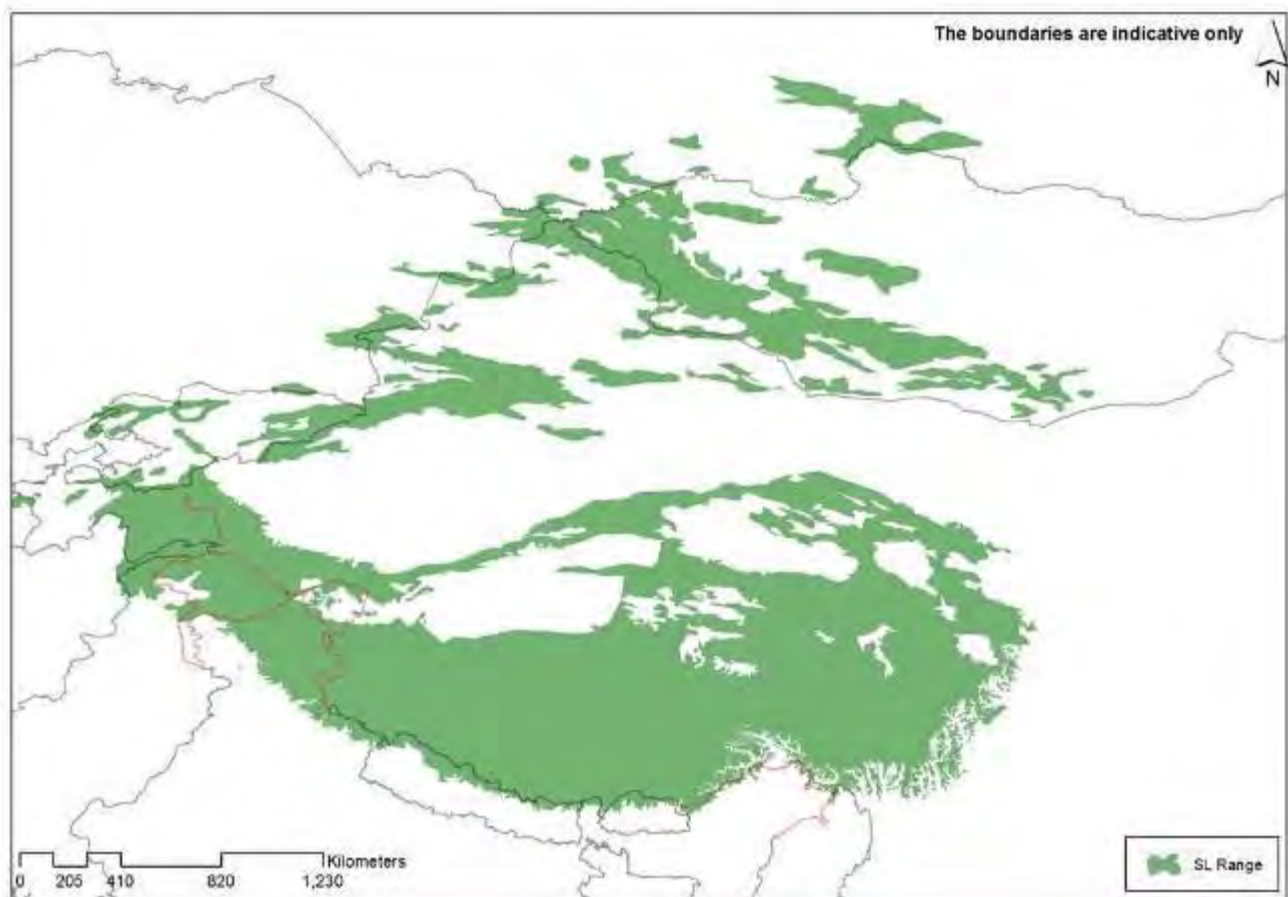 The boundaries are indicative only
N
Kilometers
0 205 410 820 1,230
SL Range